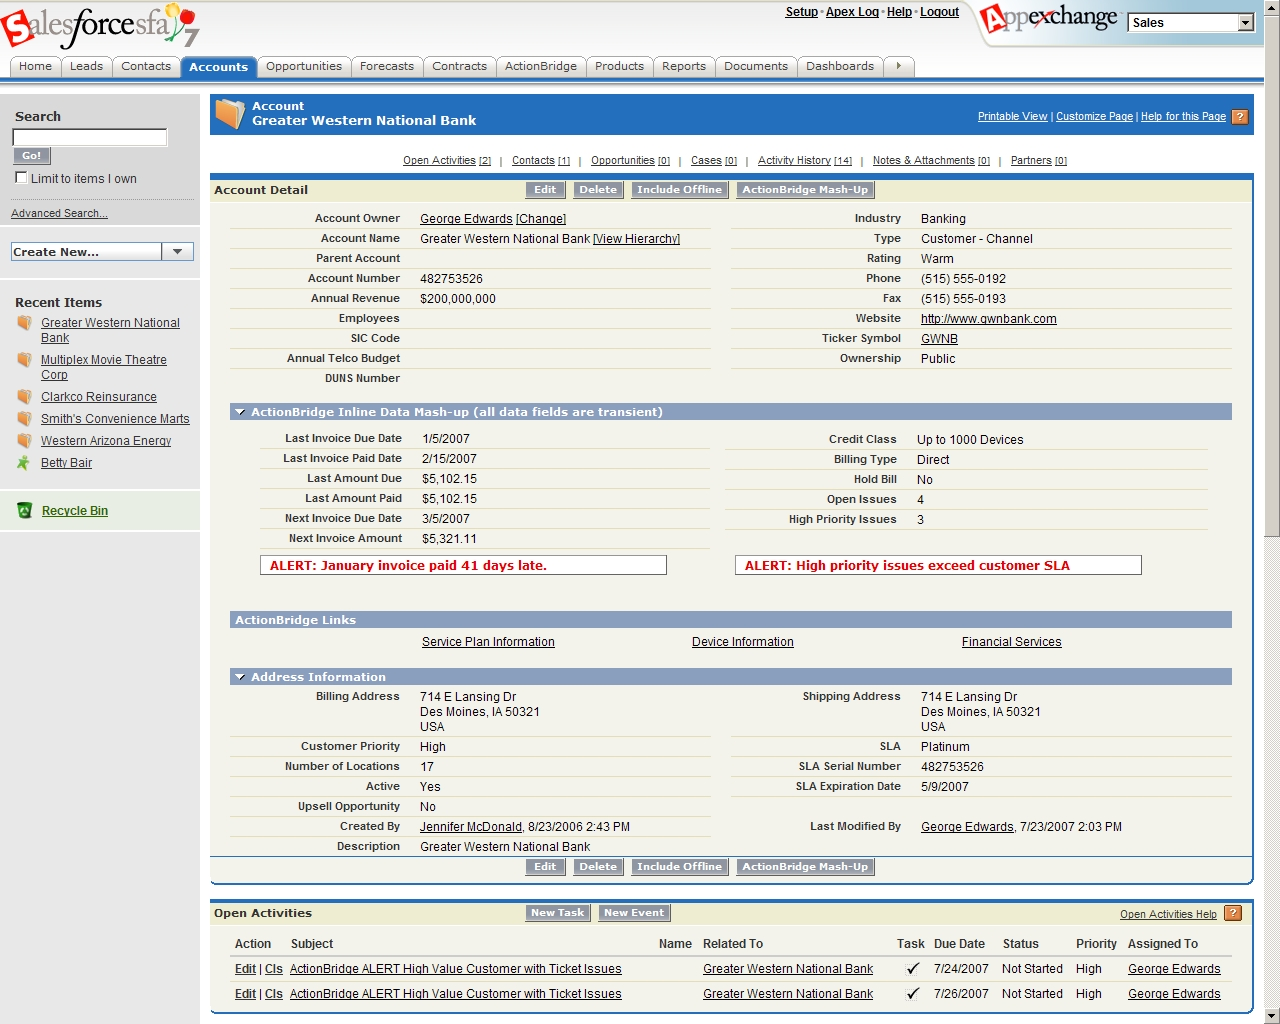 salesforcesfa 7
Setup · Apex Log · Help · Logout
Appexchange
Sales
Home
Leads
Contacts
Accounts
Opportunities
Forecasts
Contracts
ActionBridge
Products
Reports
Documents
Dashboards
Search
Go!
Limit to items I own
Advanced Search...
Create New...
Recent Items
Greater Western National
Bank
Multiplex Movie Theatre
Corp
Clarkco Reinsurance
Smith's Convenience Marts
Western Arizona Energy
Betty Bair
Recycle Bin
Account
Greater Western National Bank
Printable View | Customize Page | Help for this Page ?
Open Activities [2] | Contacts [1] | Opportunities [0] | Cases [0] | Activity History [14] | Notes & Attachments [0] | Partners [0]
Account Detail
Edit
Delete
Include Offline
ActionBridge Mash-Up
Account Owner George Edwards [Change]
Industry Banking
Account Name Greater Western National Bank [View Hierarchy]
Type Customer - Channel
Parent Account
Rating Warm
Account Number 482753526
Phone (515) 555-0192
Annual Revenue $200,000,000
Fax (515) 555-0193
Employees
Website http://www.gwnbank.com
SIC Code
Ticker Symbol GWNB
Annual Telco Budget
Ownership Public
DUNS Number
ActionBridge Inline Data Mash-up (all data fields are transient)
Last Invoice Due Date 1/5/2007
Credit Class Up to 1000 Devices
Last Invoice Paid Date 2/15/2007
Billing Type Direct
Last Amount Due $5,102.15
Hold Bill No
Last Amount Paid $5,102.15
Open Issues 4
Next Invoice Due Date 3/5/2007
High Priority Issues 3
Next Invoice Amount $5,321.11
ALERT: January invoice paid 41 days late.
ALERT: High priority issues exceed customer SLA
ActionBridge Links
Service Plan Information
Device Information
Financial Services
Address Information
Billing Address 714 E Lansing Dr
Des Moines, IA 50321
USA
Shipping Address 714 E Lansing Dr
Des Moines, IA 50321
USA
Customer Priority High
SLA Platinum
Number of Locations 17
SLA Serial Number 482753526
Active Yes
SLA Expiration Date 5/9/2007
Upsell Opportunity No
Created By Jennifer McDonald, 8/23/2006 2:43 PM
Last Modified By George Edwards, 7/23/2007 2:03 PM
Description Greater Western National Bank
Edit
Delete
Include Offline
ActionBridge Mash-Up
Open Activities
New Task
New Event
Open Activities Help ?
Action Subject Name Related To Task Due Date Status Priority Assigned To
Edit | Cls ActionBridge ALERT High Value Customer with Ticket Issues Greater Western National Bank ✓ 7/24/2007 Not Started High George Edwards
Edit | Cls ActionBridge ALERT High Value Customer with Ticket Issues Greater Western National Bank ✓ 7/26/2007 Not Started High George Edwards